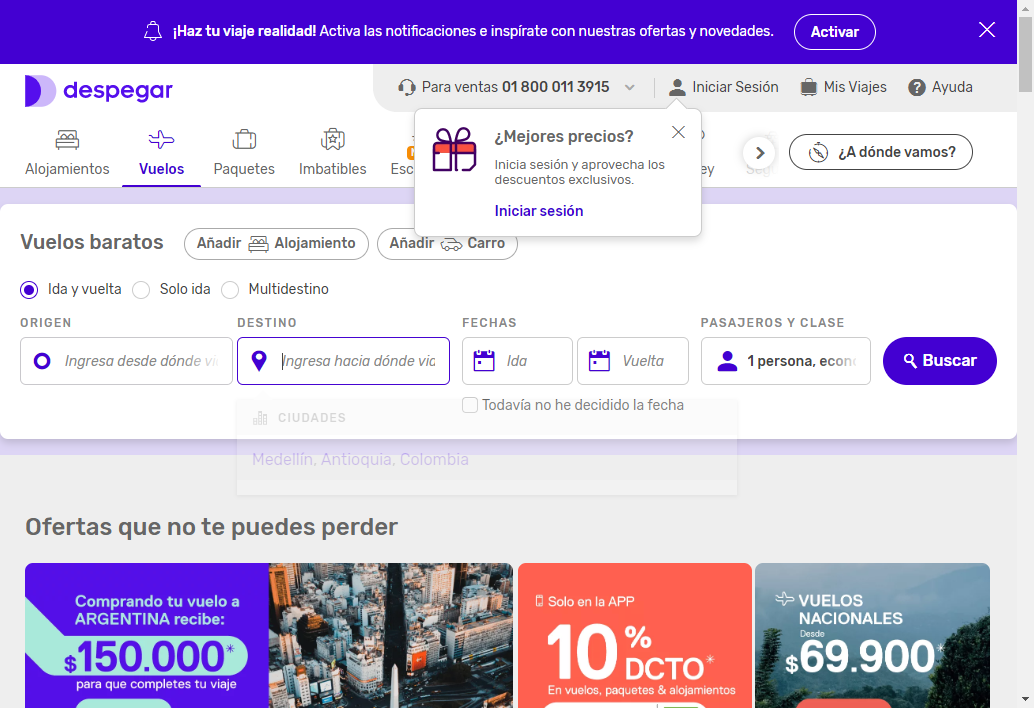 ¡Haz tu viaje realidad! Activa las notificaciones e inspírate con nuestras ofertas y novedades.
Activar
despegar
Para ventas 01 800 011 3915
Iniciar Sesión
Mis Viajes
Ayuda
Alojamientos
Vuelos
Paquetes
Imbatibles
¿A dónde vamos?
¿Mejores precios?
Inicia sesión y aprovecha los
descuentos exclusivos.
Iniciar sesión
Vuelos baratos
Añadir Alojamiento
Añadir Carro
Ida y vuelta
Solo ida
Multidestino
ORIGEN
DESTINO
FECHAS
PASAJEROS Y CLASE
Ingresa desde dónde vi
Ingresa hacia dónde via
Ida
Vuelta
1 persona, econ
Buscar
Todavía no he decidido la fecha
CIUDADES
Medellín, Antioquia, Colombia
Ofertas que no te puedes perder
Comprando tu vuelo a
ARGENTINA recibe:
$150.000*
para que completes tu viaje
Solo en la APP
10% DCTO*
En vuelos, paquetes & alojamientos
VUELOS
NACIONALES
Desde
$69.900*